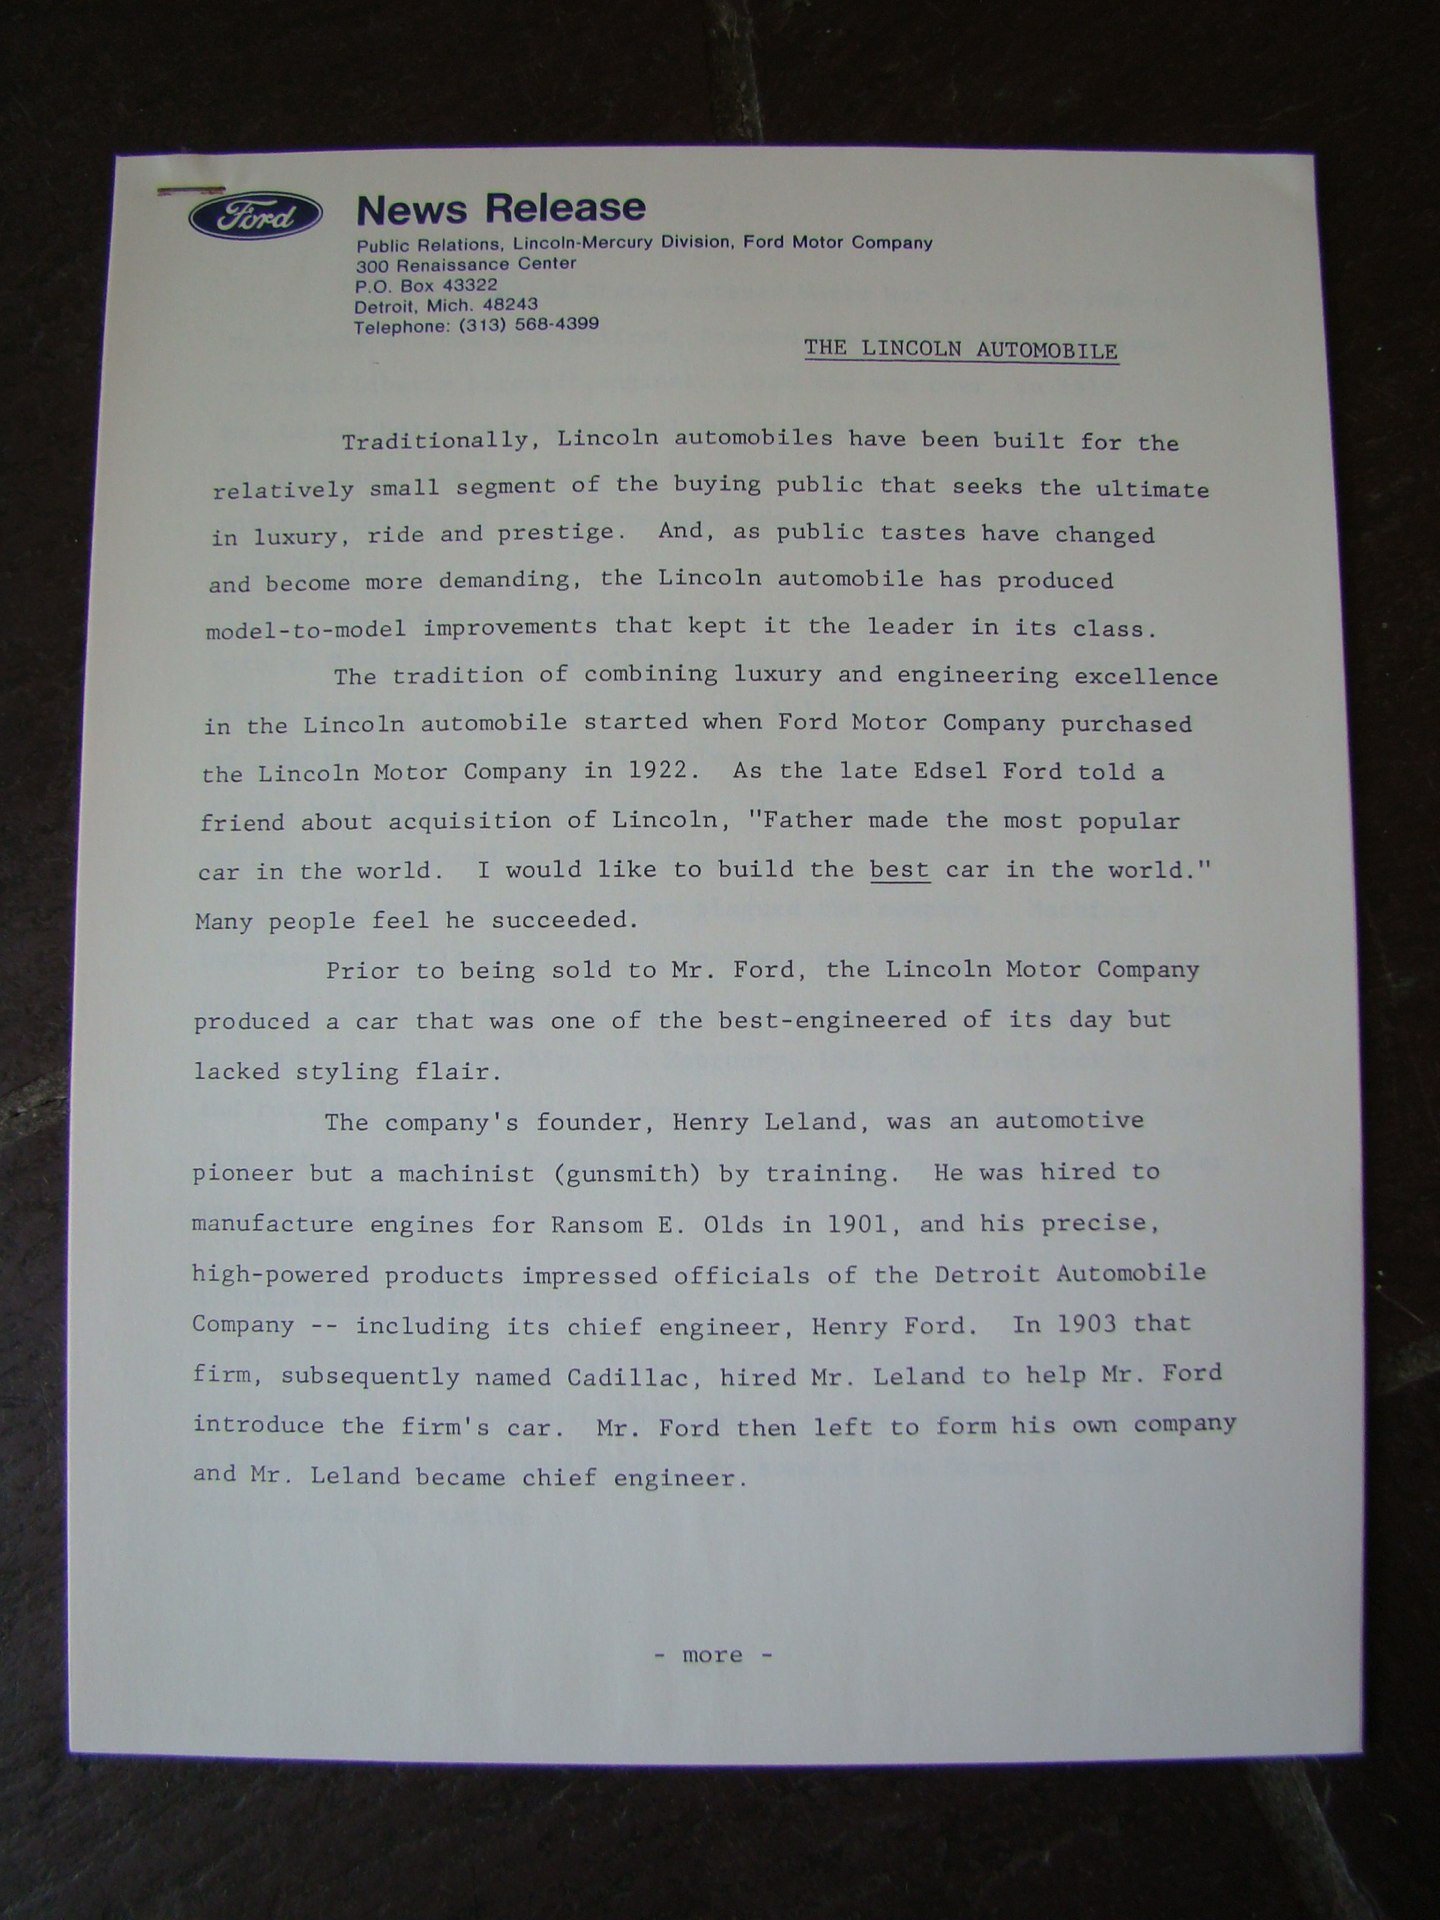 Ford
News Release
Public Relations, Lincoln-Mercury Division, Ford Motor Company
300 Renaissance Center
P.O. Box 43322
Detroit, Mich. 48243
Telephone: (313) 568-4399
THE LINCOLN AUTOMOBILE
Traditionally, Lincoln automobiles have been built for the
relatively small segment of the buying public that seeks the ultimate
in luxury, ride and prestige. And, as public tastes have changed
and become more demanding, the Lincoln automobile has produced
model-to-model improvements that kept it the leader in its class.
The tradition of combining luxury and engineering excellence
in the Lincoln automobile started when Ford Motor Company purchased
the Lincoln Motor Company in 1922. As the late Edsel Ford told a
friend about acquisition of Lincoln, "Father made the most popular
car in the world. I would like to build the best car in the world."
Many people feel he succeeded.
Prior to being sold to Mr. Ford, the Lincoln Motor Company
produced a car that was one of the best-engineered of its day but
lacked styling flair.
The company's founder, Henry Leland, was an automotive
pioneer but a machinist (gunsmith) by training. He was hired to
manufacture engines for Ransom E. Olds in 1901, and his precise,
high-powered products impressed officials of the Detroit Automobile
Company -- including its chief engineer, Henry Ford. In 1903 that
firm, subsequently named Cadillac, hired Mr. Leland to help Mr. Ford
introduce the firm's car. Mr. Ford then left to form his own company
and Mr. Leland became chief engineer.
- more -